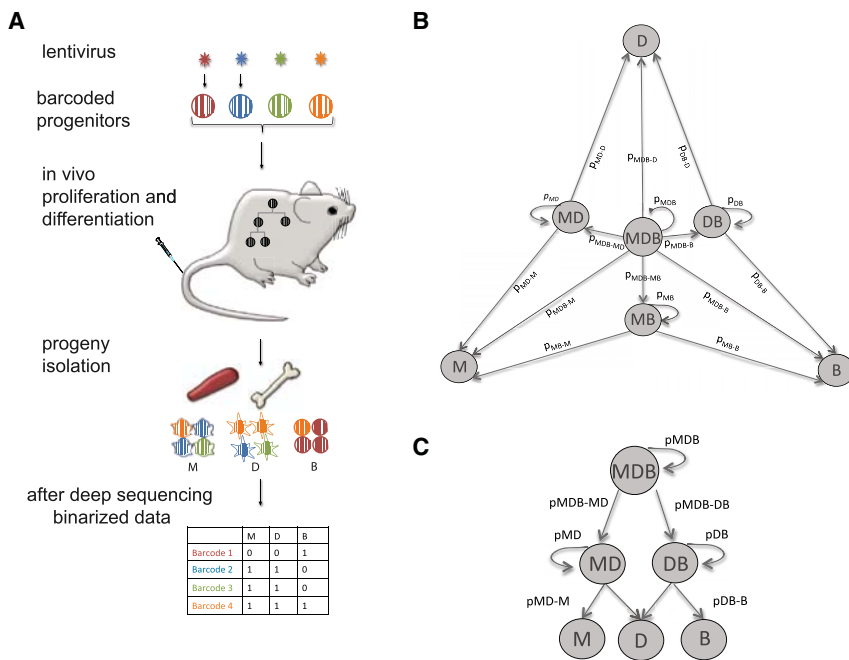 A
lentivirus
barcoded
progenitors
in vivo
proliferation and
differentiation
progeny
isolation
M D B
after deep sequencing
binarized data
M D B
Barcode 1 0 0 1
Barcode 2 1 1 0
Barcode 3 1 1 0
Barcode 4 1 1 1
B
D
pMD-D
pMDB-D
pDB-D
pMD
pMDB
pDB
MD
MDB
DB
pMDB-MD
pMDB-B
pMDB-MB
pMD-M
pMDB-M
pMDB-B
pDB-B
pMB
MB
pMB-M
pMB-B
M
B
C
pMDB
MDB
pMDB-MD
pMDB-DB
pMD
pDB
MD
DB
pMD-M
pDB-B
M
D
B